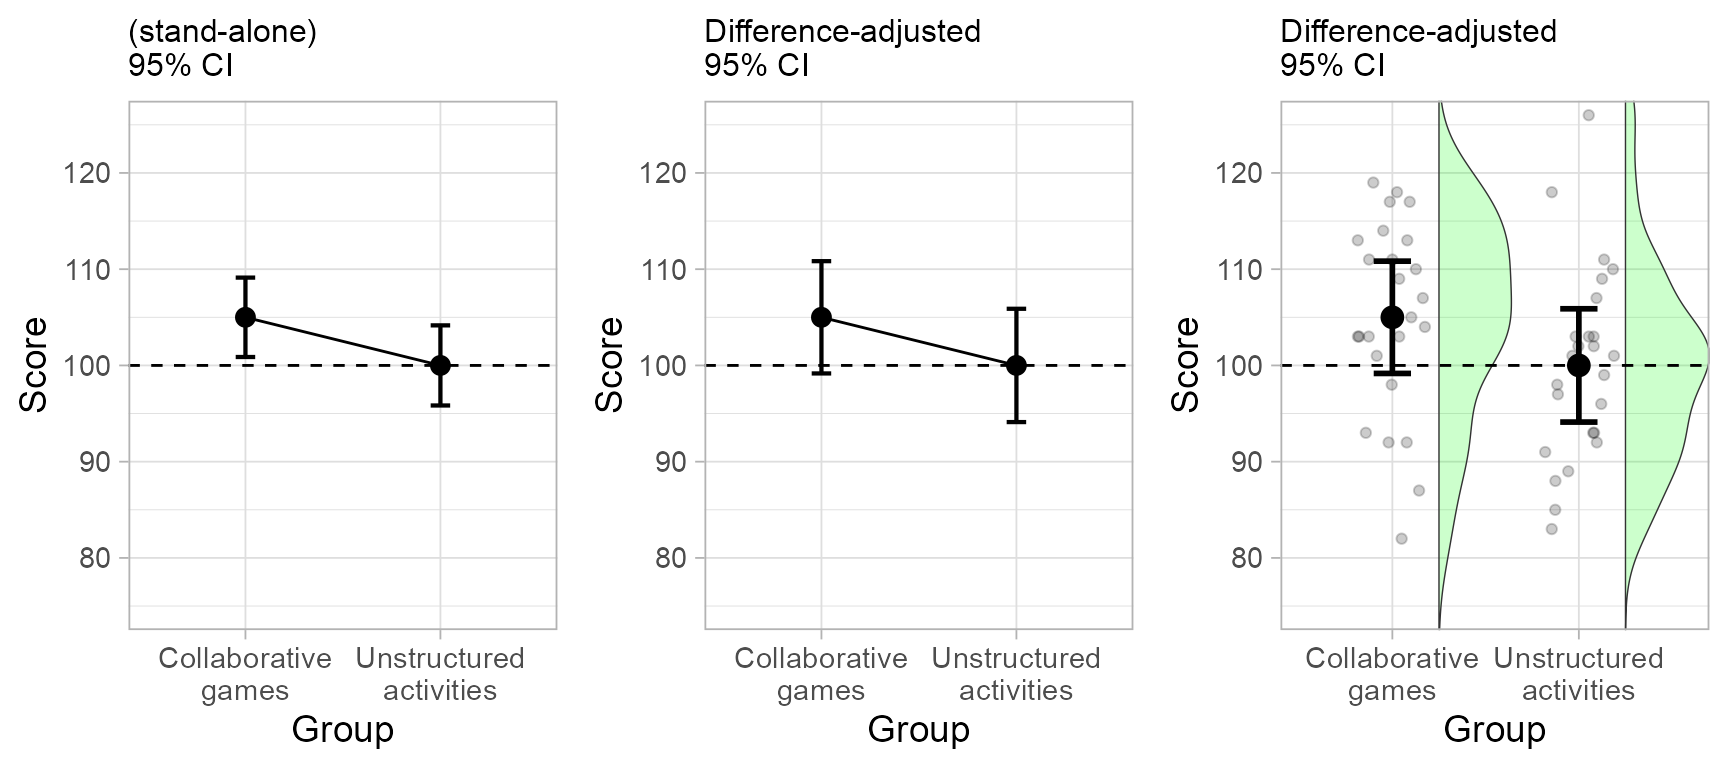 (stand-alone)
95% CI
Score
120
110
100
90
80
Collaborative games
Unstructured activities
Group
Difference-adjusted
95% CI
Score
120
110
100
90
80
Collaborative games
Unstructured activities
Group
Difference-adjusted
95% CI
Score
120
110
100
90
80
Collaborative games
Unstructured activities
Group